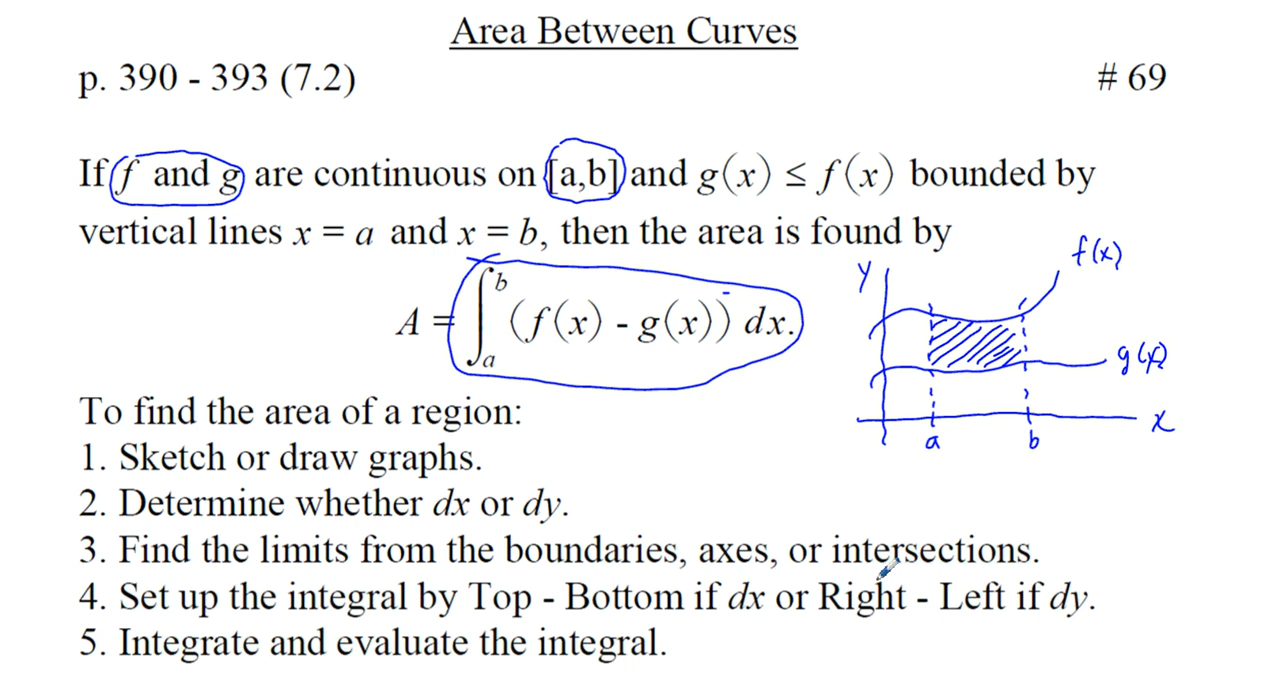 Area Between Curves
p. 390 - 393 (7.2) # 69
If f and g are continuous on [a,b] and g(x) ≤ f(x) bounded by
vertical lines x = a and x = b, then the area is found by
A = ∫_a^b (f(x) - g(x)) dx.
y
f(x)
g(x)
x
a b
To find the area of a region:
1. Sketch or draw graphs.
2. Determine whether dx or dy.
3. Find the limits from the boundaries, axes, or intersections.
4. Set up the integral by Top - Bottom if dx or Right - Left if dy.
5. Integrate and evaluate the integral.